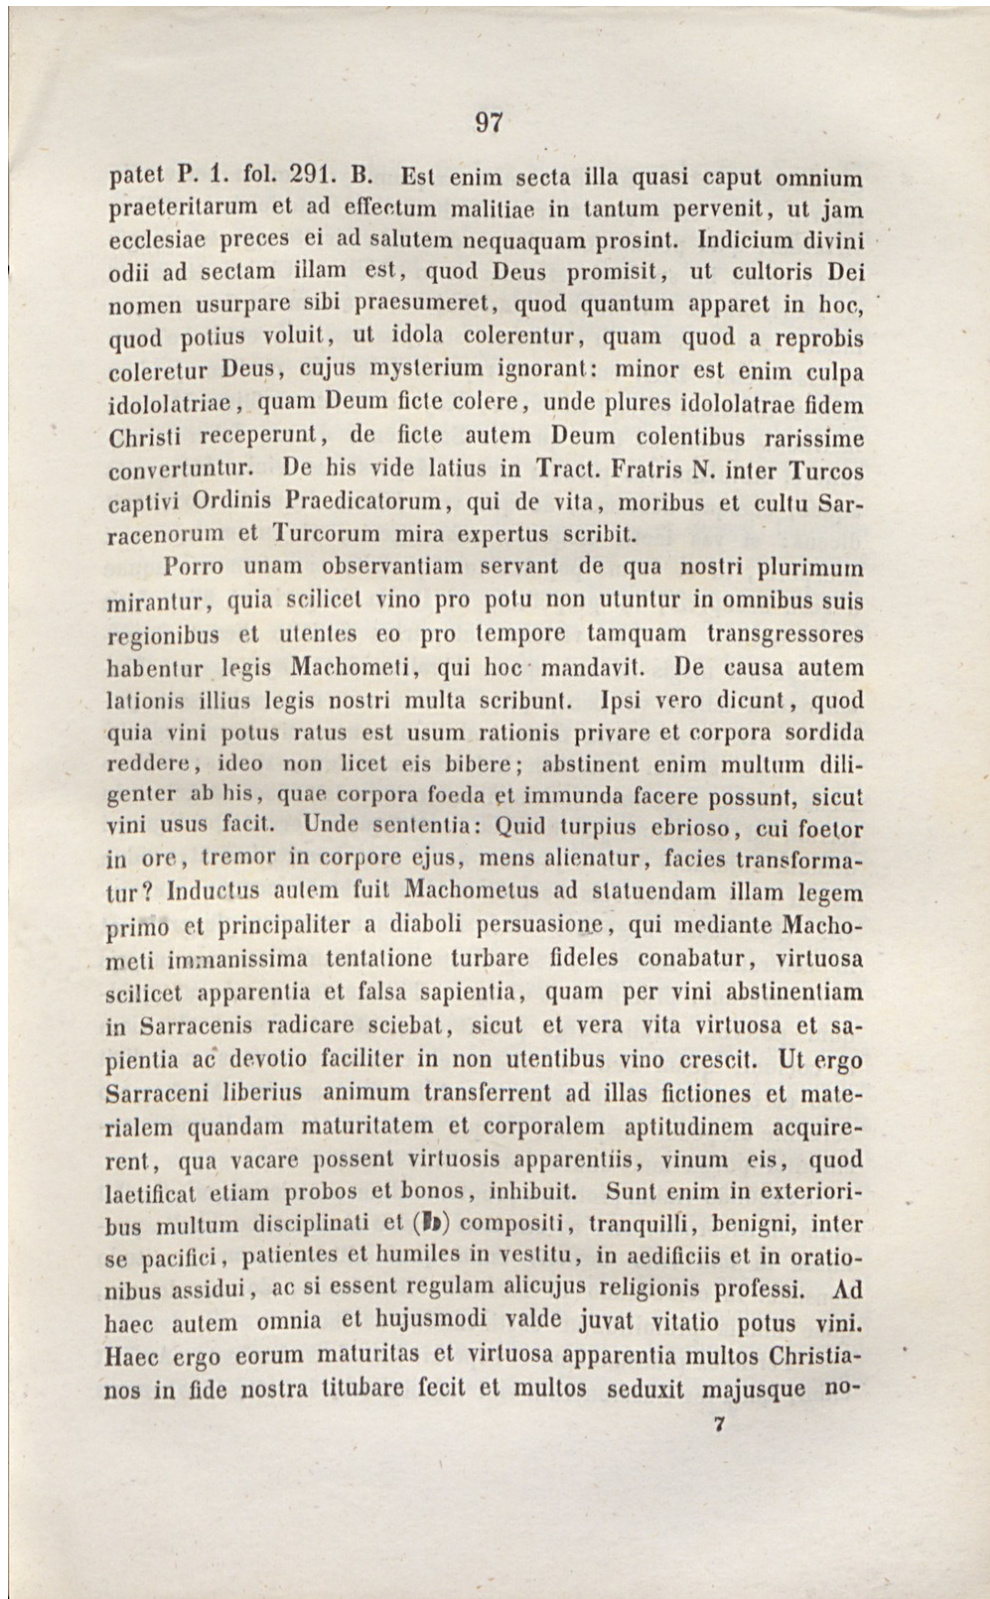 97
patet P. 1. fol. 291. B. Est enim secta illa quasi caput omnium
praeteritarum et ad effectum malitiae in tantum pervenit, ut jam
ecclesiae preces ei ad salutem nequaquam prosint. Indicium divini
odii ad sectam illam est, quod Deus promisit, ut cultoris Dei
nomen usurpare sibi praesumeret, quod quantum apparet in hoc,
quod potius voluit, ut idola colerentur, quam quod a reprobis
coleretur Deus, cujus mysterium ignorant: minor est enim culpa
idololatriae, quam Deum ficte colere, unde plures idololatrae fidem
Christi receperunt, de ficte autem Deum colentibus rarissime
convertuntur. De his vide latius in Tract. Fratris N. inter Turcos
captivi Ordinis Praedicatorum, qui de vita, moribus et cultu Sar-
racenorum et Turcorum mira expertus scribit.
Porro unam observantiam servant de qua nostri plurimum
mirantur, quia scilicet vino pro potu non utuntur in omnibus suis
regionibus et utentes eo pro tempore tamquam transgressores
habentur legis Machometi, qui hoc mandavit. De causa autem
lationis illius legis nostri multa scribunt. Ipsi vero dicunt, quod
quia vini potus ratus est usum rationis privare et corpora sordida
reddere, ideo non licet eis bibere; abstinent enim multum dili-
genter ab his, quae corpora foeda et immunda facere possunt, sicut
vini usus facit. Unde sententia: Quid turpius ebrioso, cui foetor
in ore, tremor in corpore ejus, mens alienatur, facies transforma-
tur? Inductus autem fuit Machometus ad statuendam illam legem
primo et principaliter a diaboli persuasione, qui mediante Macho-
meti immanissima tentatione turbare fideles conabatur, virtuosa
scilicet apparentia et falsa sapientia, quam per vini abstinentiam
in Sarracenis radicare sciebat, sicut et vera vita virtuosa et sa-
pientia ac devotio faciliter in non utentibus vino crescit. Ut ergo
Sarraceni liberius animum transferrent ad illas fictiones et mate-
rialem quandam maturitatem et corporalem aptitudinem acquire-
rent, qua vacare possent virtuosis apparentiis, vinum eis, quod
laetificat etiam probos et bonos, inhibuit. Sunt enim in exteriori-
bus multum disciplinati et () compositi, tranquilli, benigni, inter
se pacifici, patientes et humiles in vestitu, in aedificiis et in oratio-
nibus assidui, ac si essent regulam alicujus religionis professi. Ad
haec autem omnia et hujusmodi valde juvat vitatio potus vini.
Haec ergo eorum maturitas et virtuosa apparentia multos Christia-
nos in fide nostra titubare fecit et multos seduxit majusque no-
7